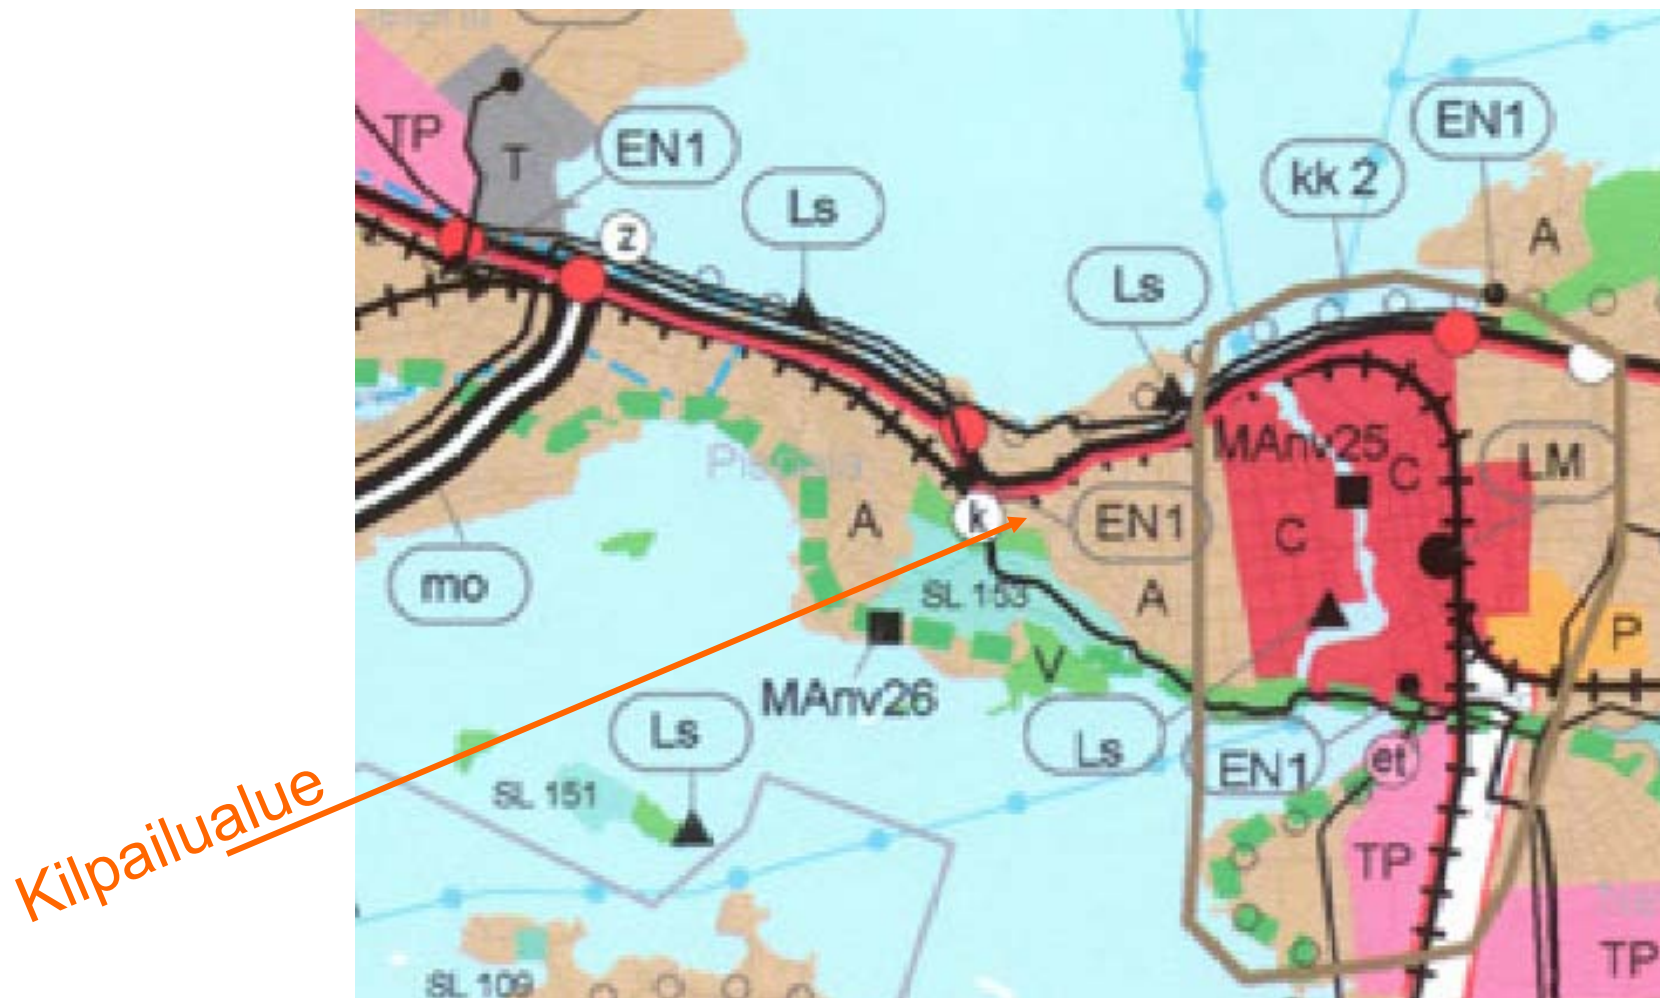 TP
T
EN1
z
Ls
EN1
kk 2
Ls
A
MAnv25
C
LM
A
k
EN1
C
mo
SL 153
A
P
V
MAnv26
Ls
Ls
EN1
et
SL 151
Kilpailualue
TP
TP
SL 109